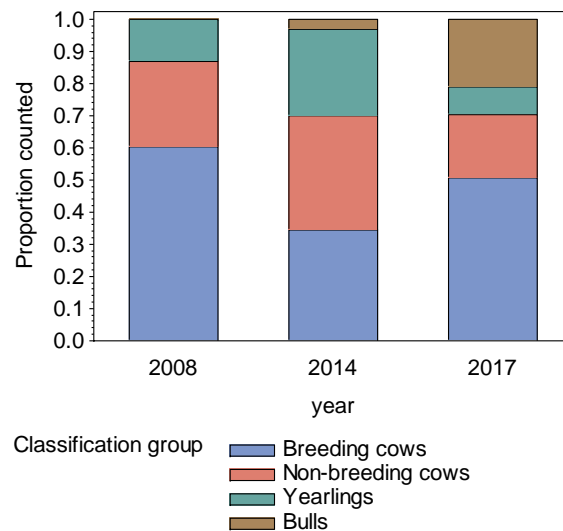 1.0
0.9
0.8
0.7
0.6
0.5
0.4
0.3
0.2
0.1
0.0
Proportion counted
2008 2014 2017
year
Classification group
Breeding cows
Non-breeding cows
Yearlings
Bulls